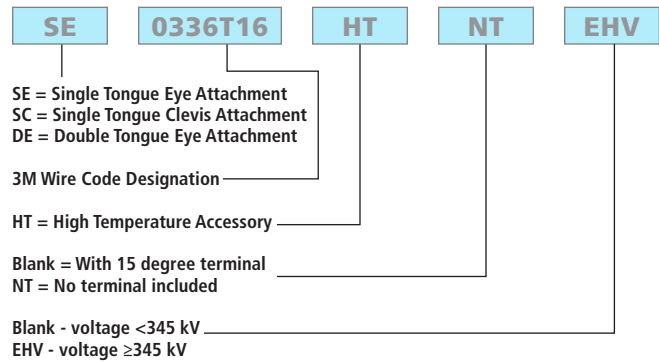 SE 0336T16 HT NT EHV
SE = Single Tongue Eye Attachment
SC = Single Tongue Clevis Attachment
DE = Double Tongue Eye Attachment
3M Wire Code Designation
HT = High Temperature Accessory
Blank = With 15 degree terminal
NT = No terminal included
Blank - voltage <345 kV
EHV - voltage ≥345 kV